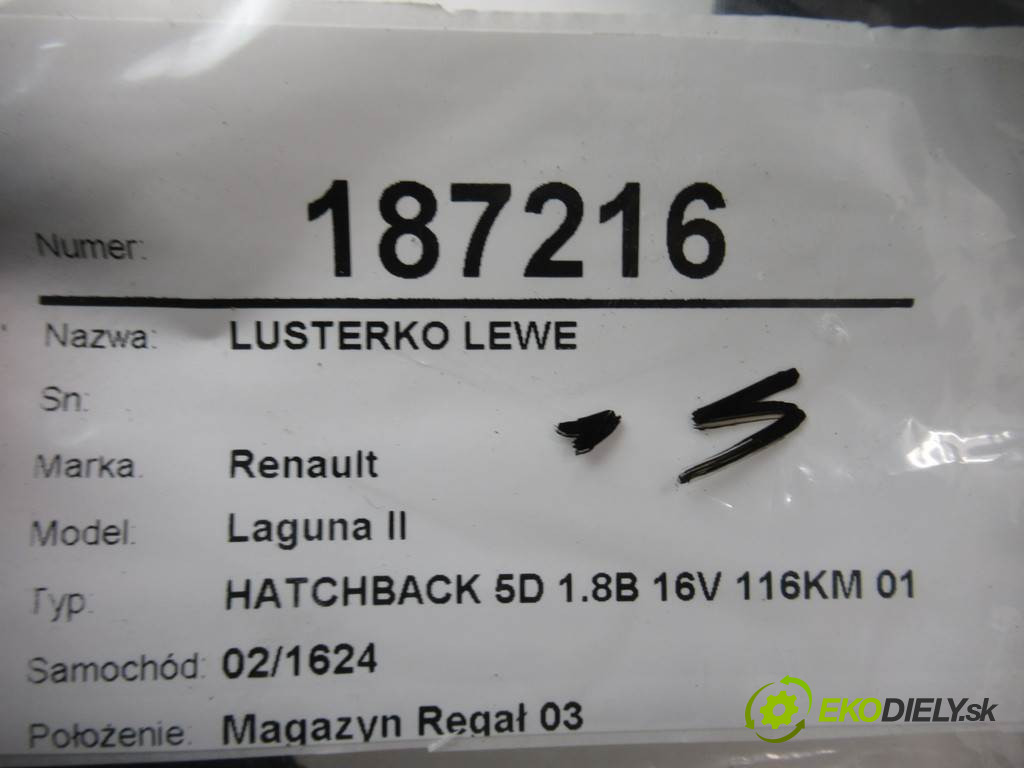 Numer: 187216
Nazwa: LUSTERKO LEWE
Sn:
Marka. Renault
Model: Laguna II
Typ: HATCHBACK 5D 1.8B 16V 116KM 01
Samochód: 02/1624
Położenie: Magazyn Regał 03
EKODIELY.sk